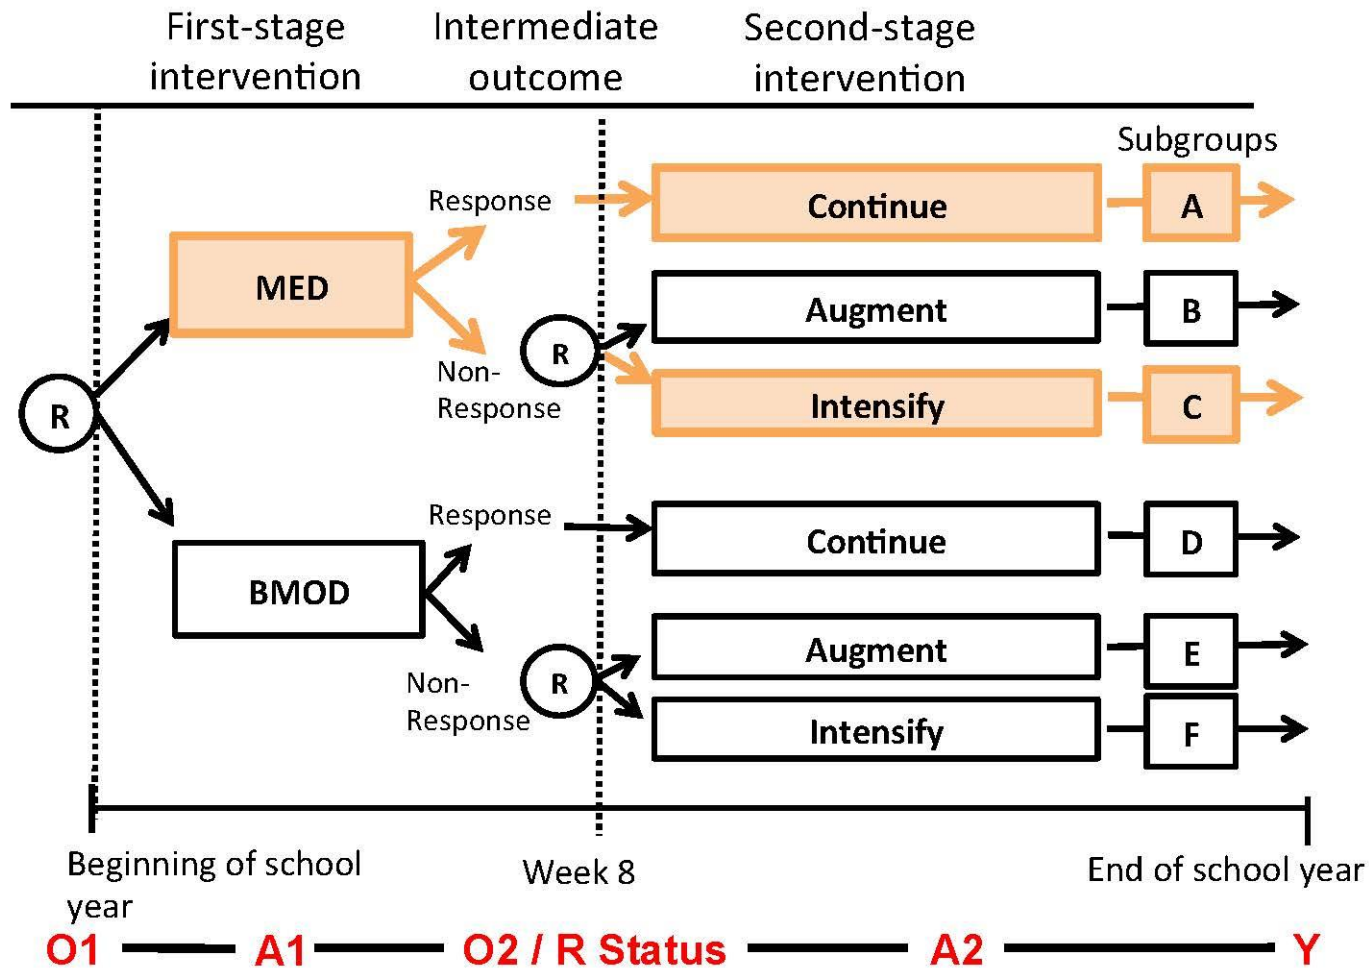 First-stage
intervention
Intermediate
outcome
Second-stage
intervention
Subgroups
Response
Continue
A
MED
Augment
B
R
Non-
Response
Intensify
C
R
Response
Continue
D
BMOD
Augment
E
Non-
Response
R
Intensify
F
Beginning of school
year
Week 8
End of school year
O1 A1 O2 / R Status A2 Y